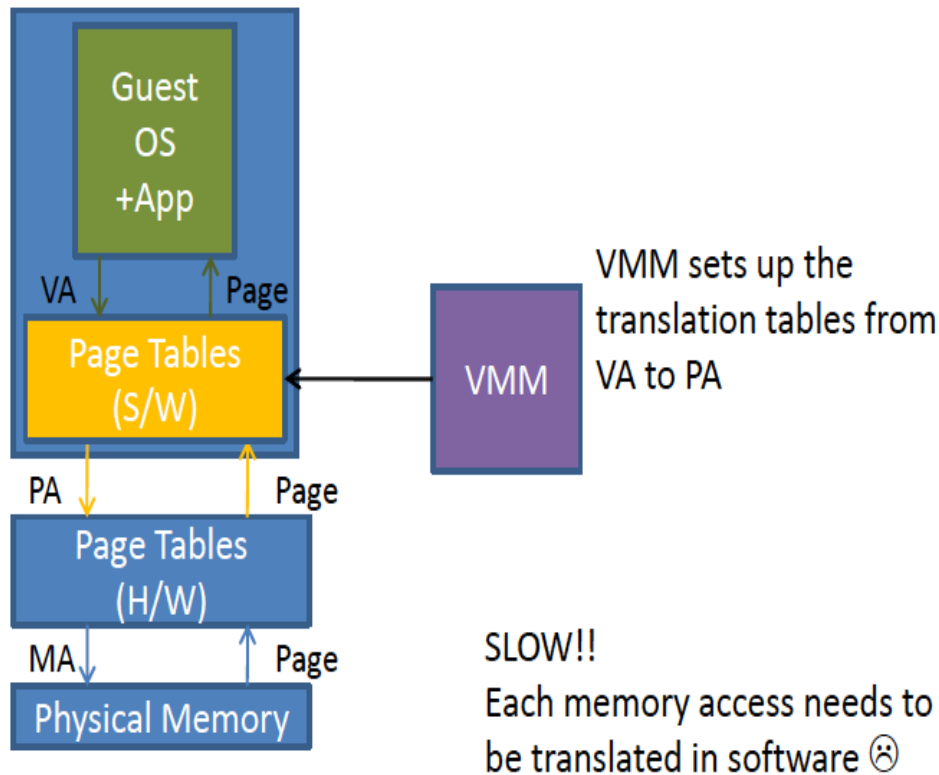 Guest
OS
+App
VA
Page
Page Tables
(S/W)
VMM
VMM sets up the
translation tables from
VA to PA
PA
Page
Page Tables
(H/W)
MA
Page
Physical Memory
SLOW!!
Each memory access needs to
be translated in software ☹